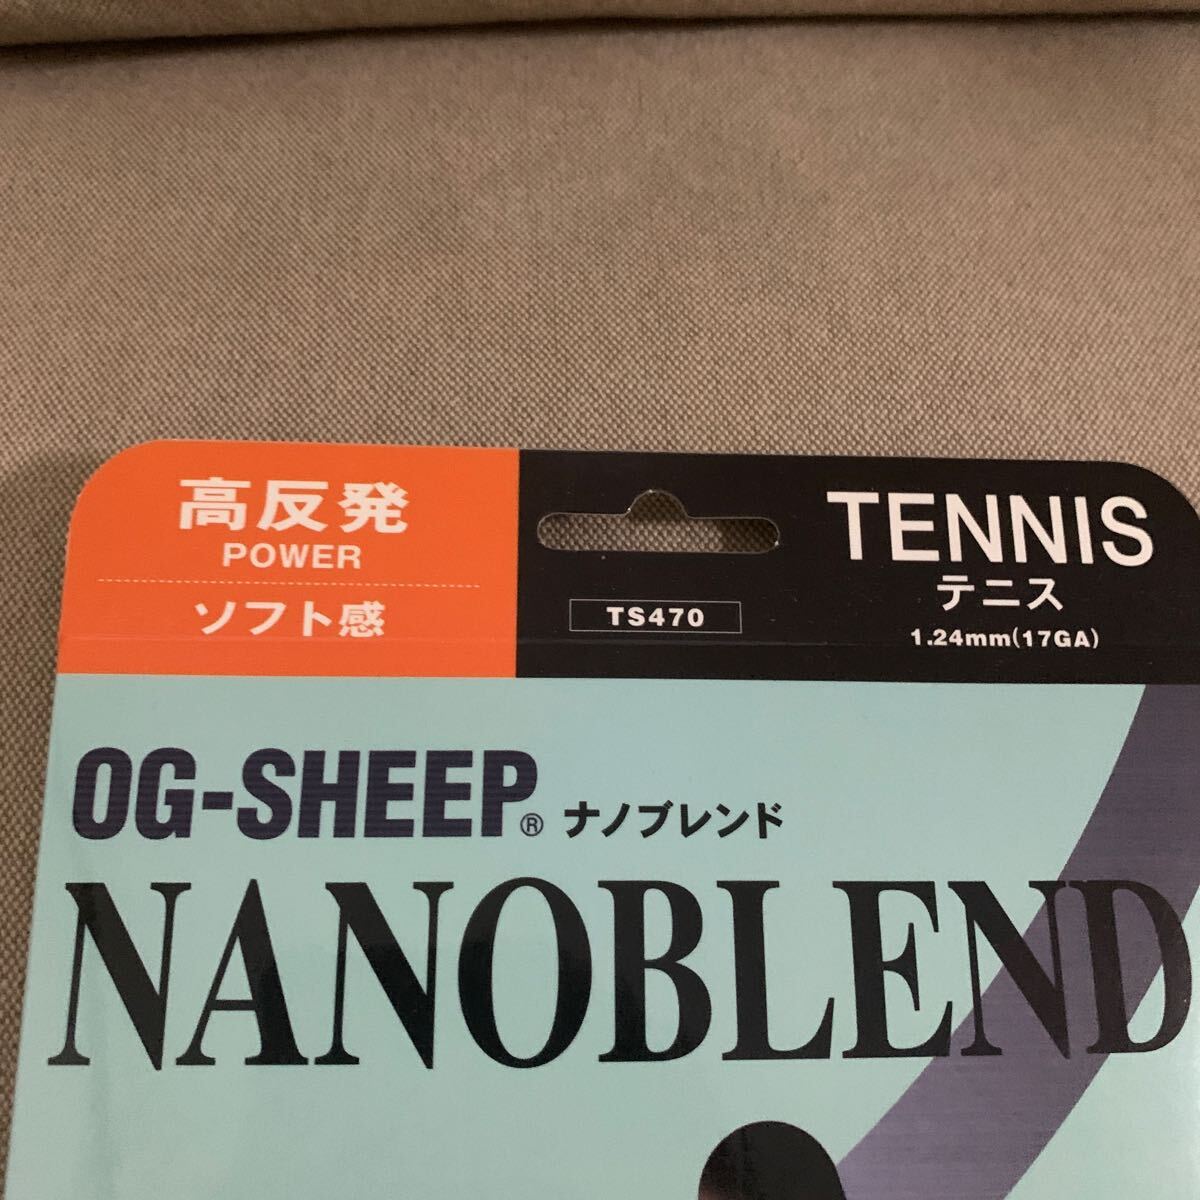 高反発
POWER
ソフト感
TS470
TENNIS
テニス
1.24mm(17GA)
OG-SHEEP® ナノブレンド
NANOBLEND